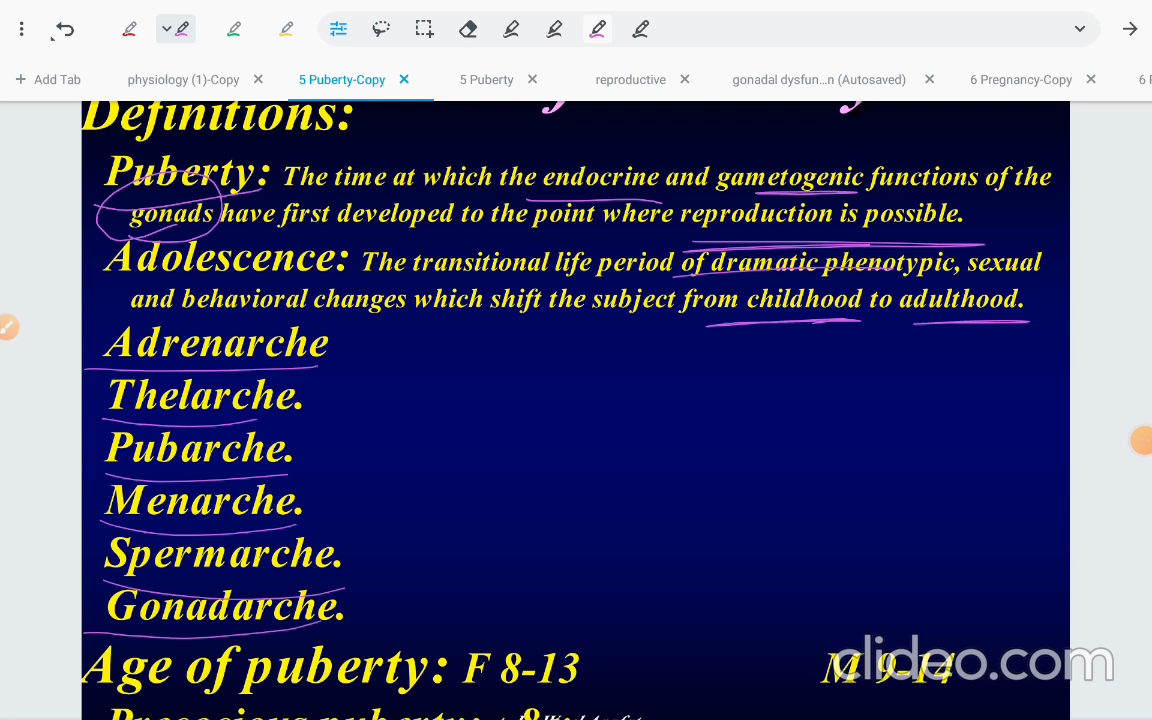 Add Tab physiology (1)-Copy 5 Puberty-Copy 5 Puberty reproductive gonadal dysfun...n (Autosaved) 6 Pregnancy-Copy 6
Definitions:
Puberty: The time at which the endocrine and gametogenic functions of the
gonads have first developed to the point where reproduction is possible.
Adolescence: The transitional life period of dramatic phenotypic, sexual
and behavioral changes which shift the subject from childhood to adulthood.
Adrenarche
Thelarche.
Pubarche.
Menarche.
Spermarche.
Gonadarche.
Age of puberty: F 8-13 M 9-14
clideo.com
Precocious puberty: